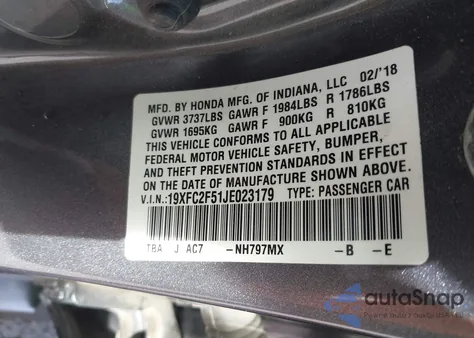 MFD. BY HONDA MFG. OF INDIANA, LLC 02/'18
GVWR 3737LBS GAWR F 1984LBS R 1786LBS
GVWR 1695KG GAWR F 900KG R 810KG
THIS VEHICLE CONFORMS TO ALL APPLICABLE
FEDERAL MOTOR VEHICLE SAFETY, BUMPER,
AND THEFT PREVENTION STANDARDS IN EFFECT
ON THE DATE OF MANUFACTURE SHOWN ABOVE.
V.I.N.:19XFC2F51JE023179 TYPE: PASSENGER CAR
TBA J AC7 -NH797MX -B -E
autoSnap